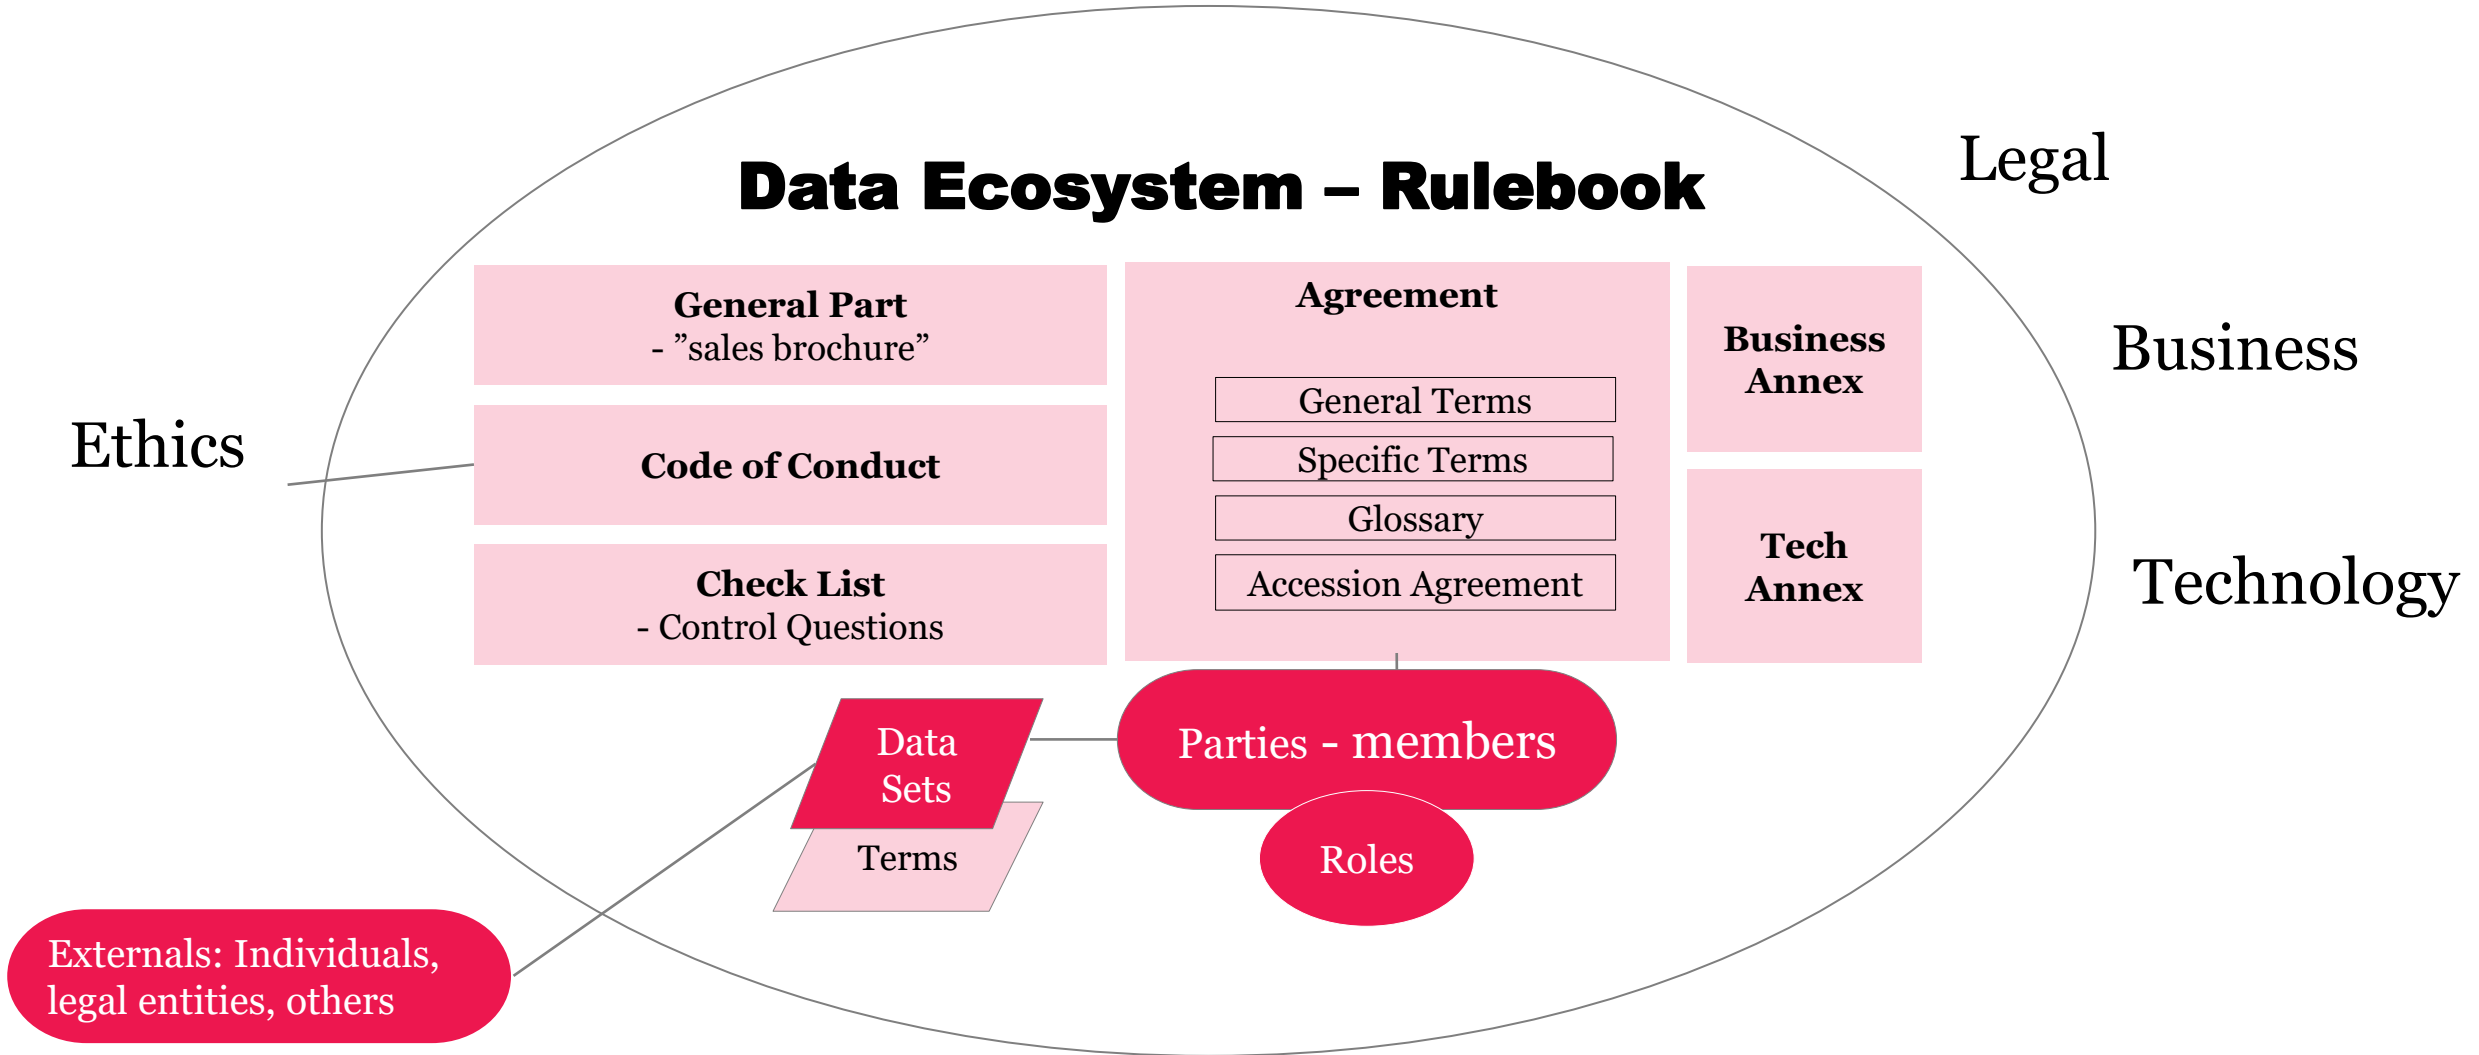 Data Ecosystem – Rulebook
Legal
Business
Technology
Ethics
General Part
- ”sales brochure”
Code of Conduct
Check List
- Control Questions
Agreement
General Terms
Specific Terms
Glossary
Accession Agreement
Business
Annex
Tech
Annex
Data
Sets
Terms
Parties - members
Roles
Externals: Individuals,
legal entities, others